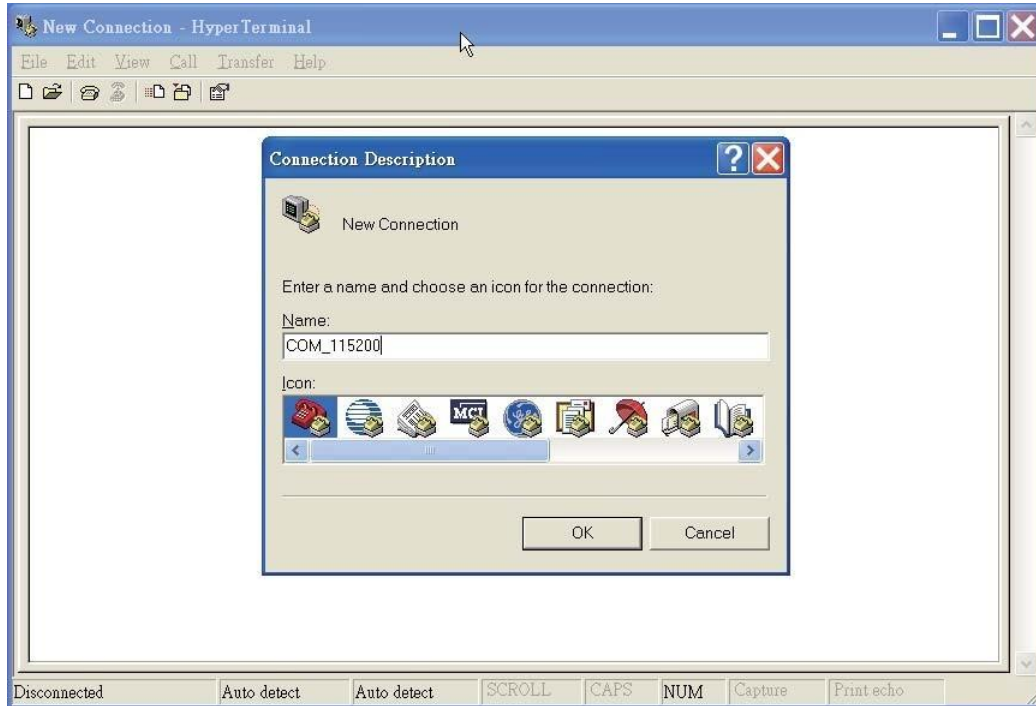 New Connection - HyperTerminal
File Edit View Call Transfer Help
Connection Description
New Connection
Enter a name and choose an icon for the connection:
Name:
COM_115200
Icon:
MCI
OK Cancel
Disconnected Auto detect Auto detect SCROLL CAPS NUM Capture Print echo